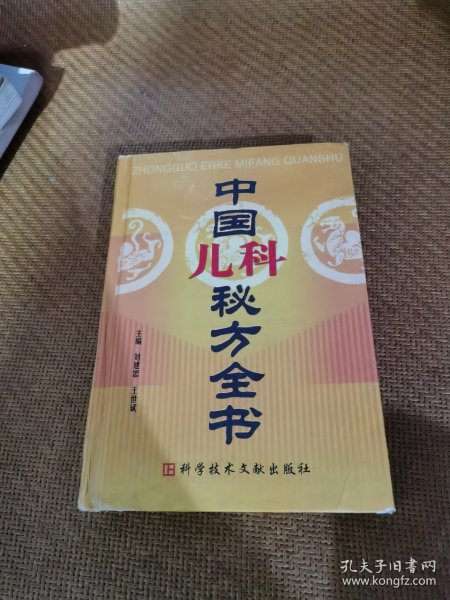 ZHONGGUO ERKE MIFANG QUANSHU
中国儿科秘方全书
主编 刘建忠 王世斌
科学技术文献出版社
孔夫子旧书网
www.kongfz.com